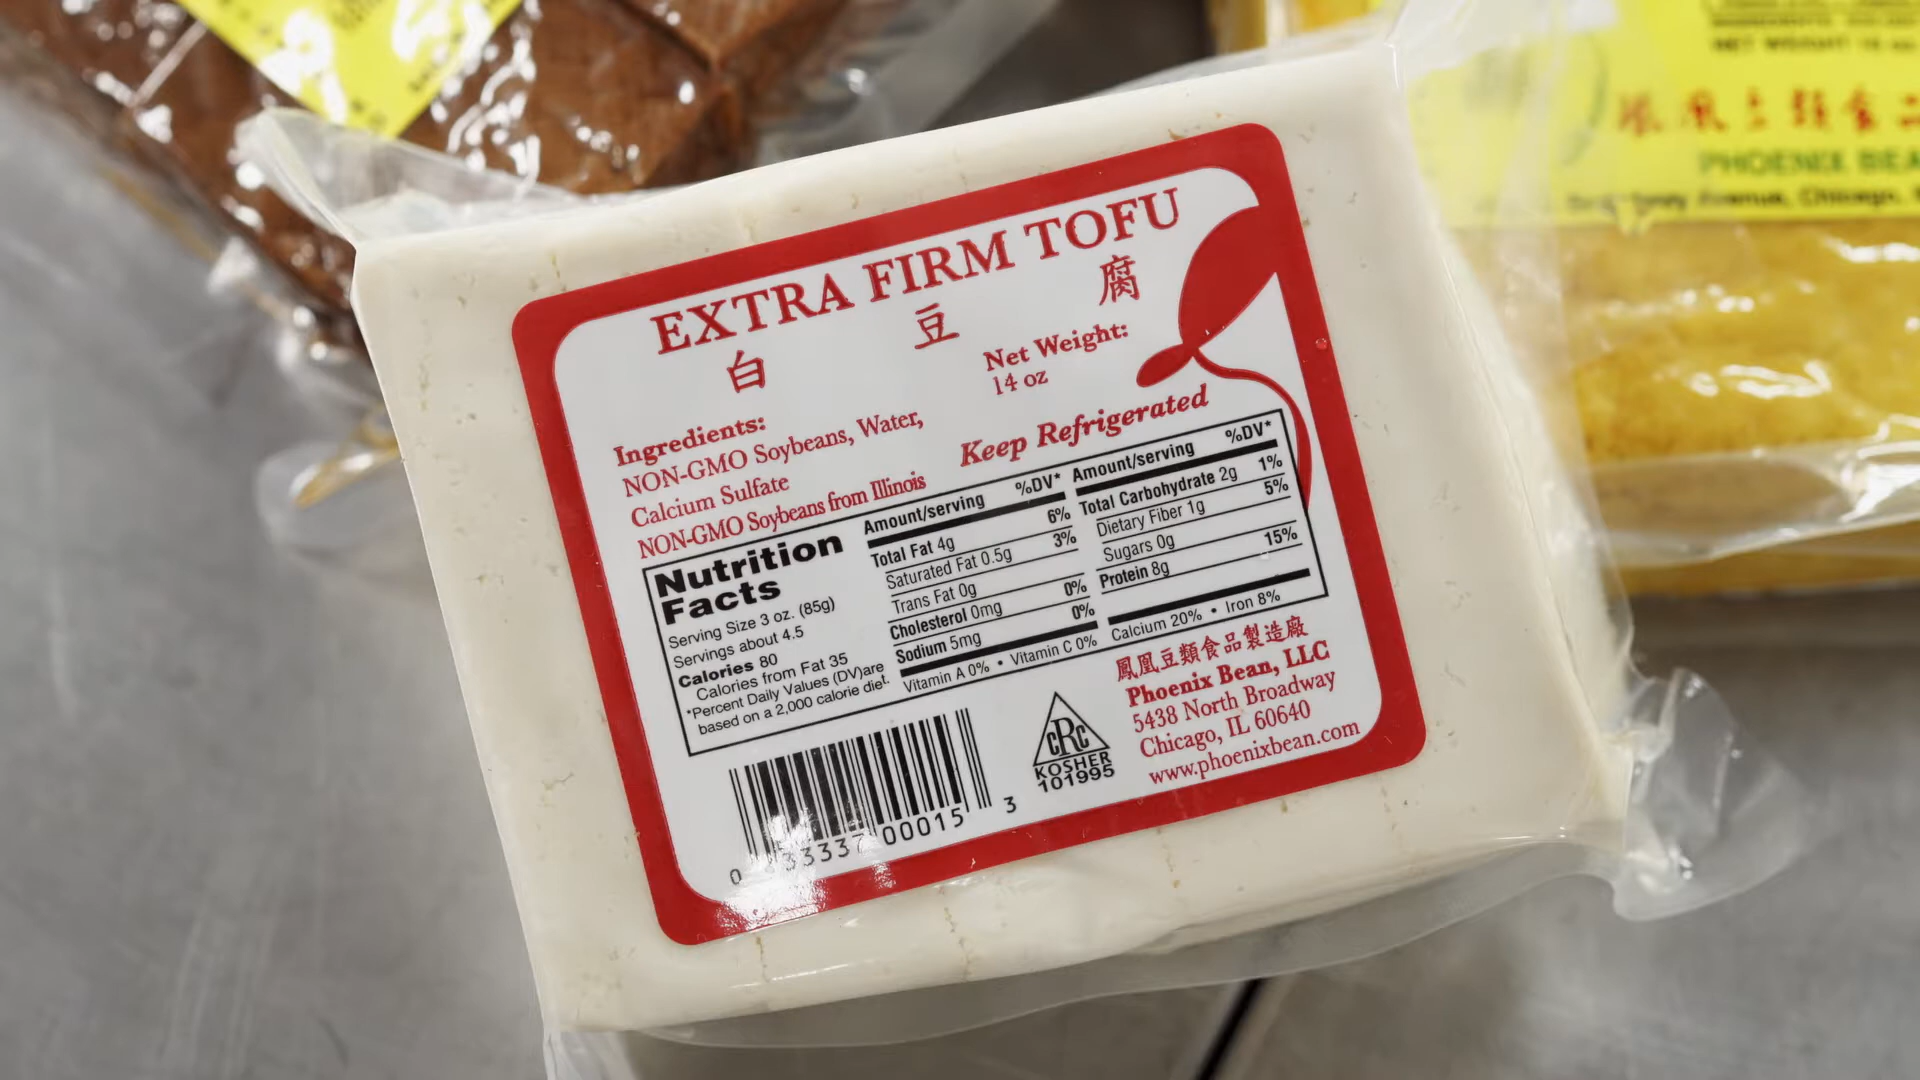 EXTRA FIRM TOFU
白 豆 腐
Net Weight:
14 oz
Ingredients:
NON-GMO Soybeans, Water,
Calcium Sulfate
NON-GMO Soybeans from Illinois
Keep Refrigerated
Nutrition
Facts
Serving Size 3 oz. (85g)
Servings about 4.5
Calories 80
Calories from Fat 35
*Percent Daily Values (DV)are
based on a 2,000 calorie diet.
Amount/serving %DV*
Total Fat 4g 6%
Saturated Fat 0.5g 3%
Trans Fat 0g
Cholesterol 0mg 0%
Sodium 5mg 0%
Amount/serving %DV*
Total Carbohydrate 2g 1%
Dietary Fiber 1g 5%
Sugars 0g
Protein 8g 15%
Vitamin A 0% • Vitamin C 0% Calcium 20% • Iron 8%
0 33337 00015 3
cRc
KOSHER
101995
鳳凰豆類食品製造廠
Phoenix Bean, LLC
5438 North Broadway
Chicago, IL 60640
www.phoenixbean.com
NET WEIGHT
PHOENIX BEA
Chicago,